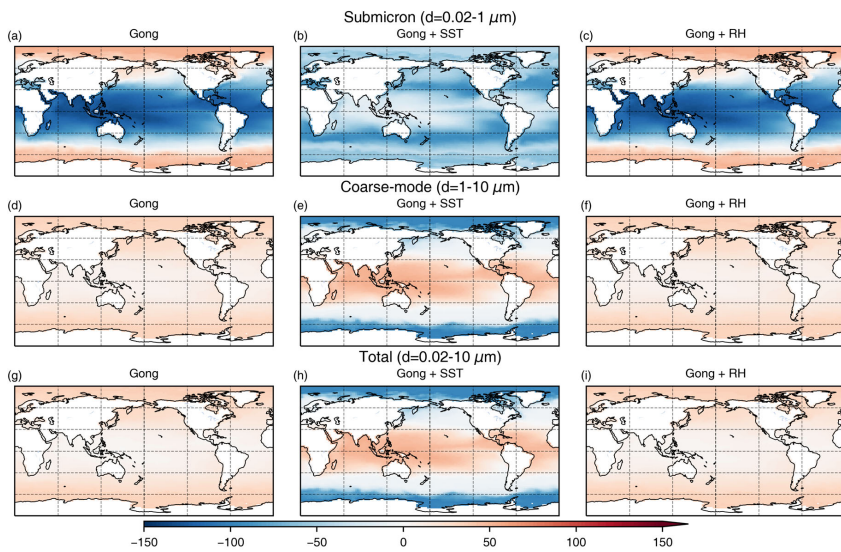 Submicron (d=0.02-1 μm)
(a) Gong (b) Gong + SST (c) Gong + RH
Coarse-mode (d=1-10 μm)
(d) Gong (e) Gong + SST (f) Gong + RH
Total (d=0.02-10 μm)
(g) Gong (h) Gong + SST (i) Gong + RH
−150 −100 −50 0 50 100 150